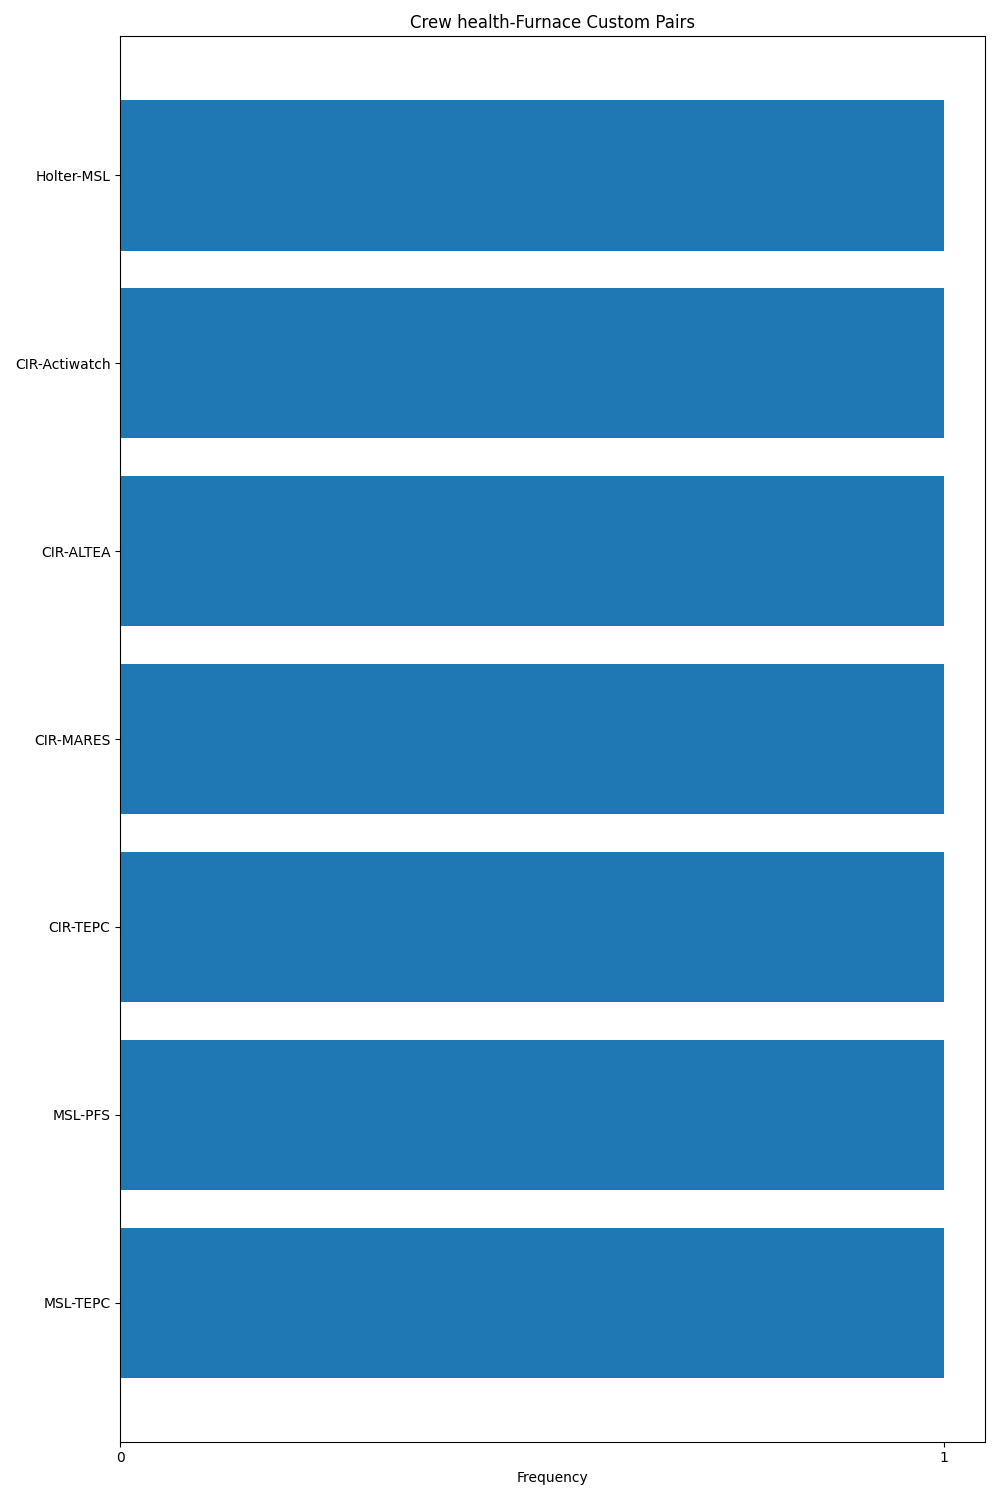 Crew health-Furnace Custom Pairs
Holter-MSL
CIR-Actiwatch
CIR-ALTEA
CIR-MARES
CIR-TEPC
MSL-PFS
MSL-TEPC
0 1
Frequency